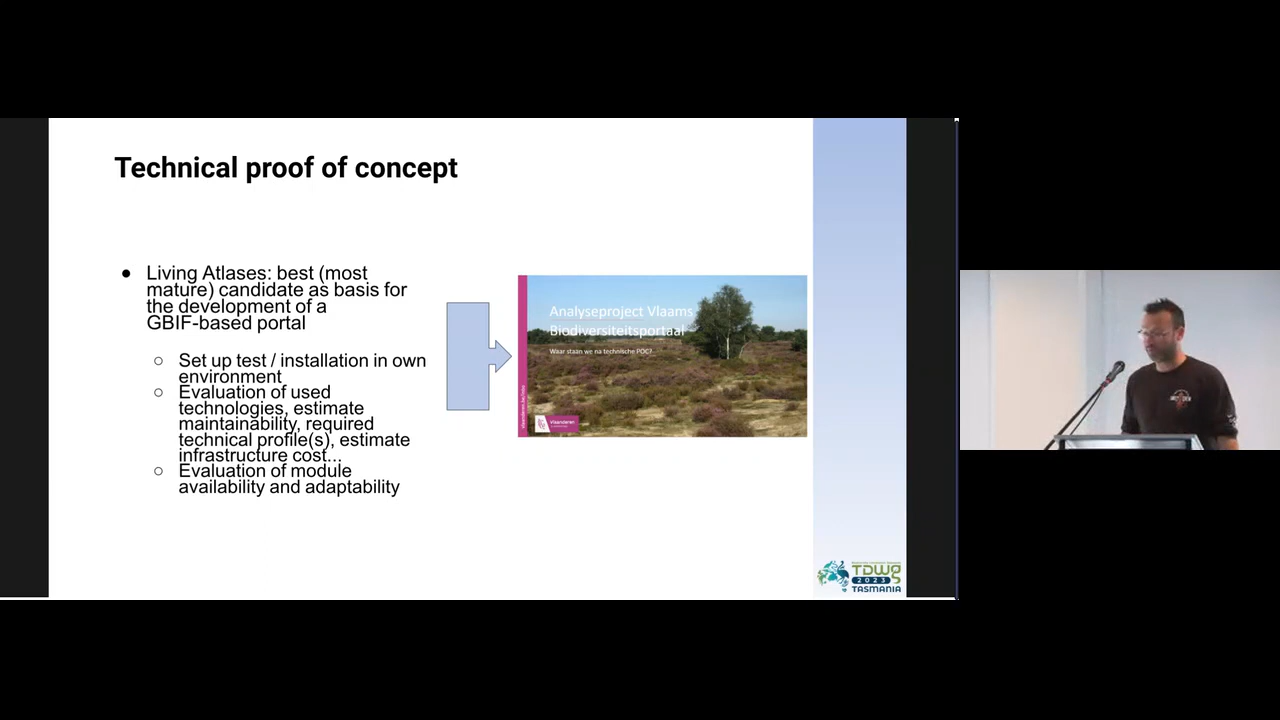 Technical proof of concept
● Living Atlases: best (most
mature) candidate as basis for
the development of a
GBIF-based portal
○ Set up test / installation in own
environment
○ Evaluation of used
technologies, estimate
maintainability, required
technical profile(s), estimate
infrastructure cost...
○ Evaluation of module
availability and adaptability
Analyseproject Vlaams
Biodiversiteitsportaal
Waar staan we na technische POC?
Vlaanderen
TDWG
2023
TASMANIA